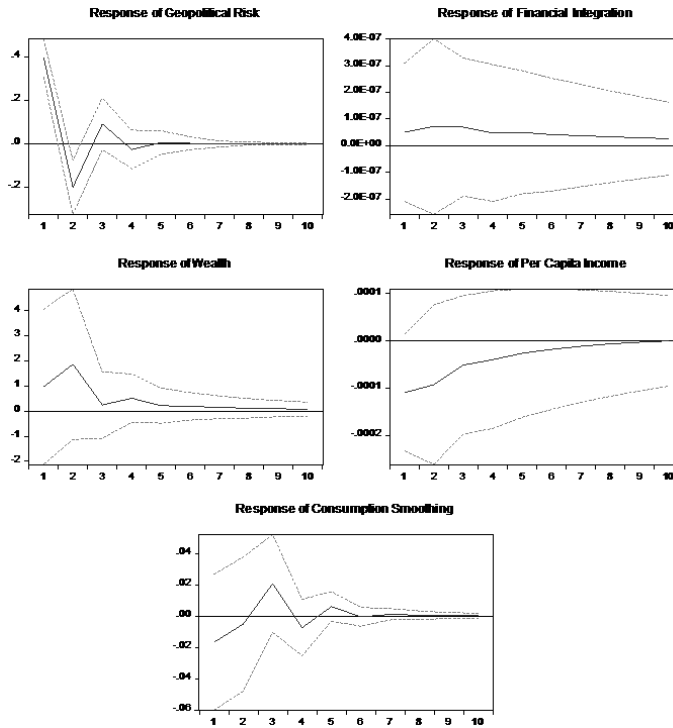 Response of Geopolitical Risk
.4
.2
.0
-.2
1 2 3 4 5 6 7 8 9 10
Response of Financial Integration
4.0E-07
3.0E-07
2.0E-07
1.0E-07
0.0E+00
-1.0E-07
-2.0E-07
1 2 3 4 5 6 7 8 9 10
Response of Wealth
4
3
2
1
0
-1
-2
1 2 3 4 5 6 7 8 9 10
Response of Per Capita Income
.0001
.0000
-.0001
-.0002
1 2 3 4 5 6 7 8 9 10
Response of Consumption Smoothing
.04
.02
.00
-.02
-.04
-.06
1 2 3 4 5 6 7 8 9 10